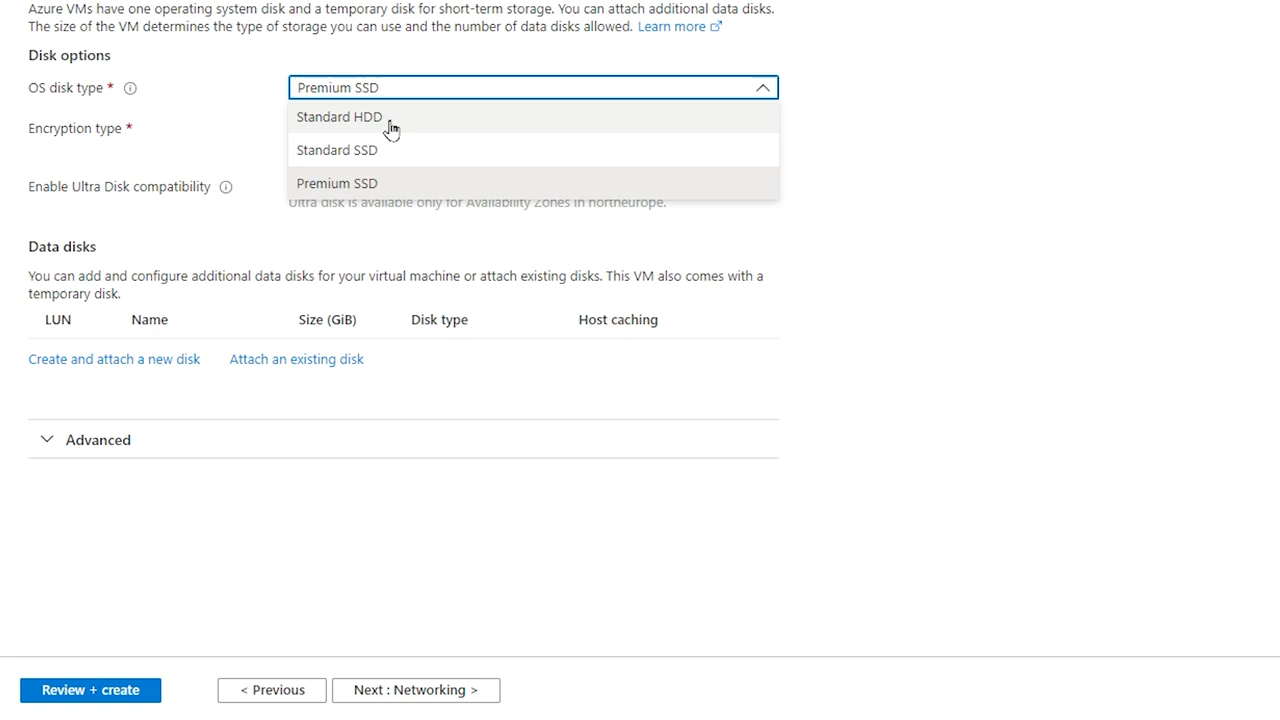 Azure VMs have one operating system disk and a temporary disk for short-term storage. You can attach additional data disks.
The size of the VM determines the type of storage you can use and the number of data disks allowed. Learn more
Disk options
OS disk type *
Premium SSD
Standard HDD
Encryption type *
Standard SSD
Premium SSD
Enable Ultra Disk compatibility
Ultra disk is available only for Availability Zones in northeurope.
Data disks
You can add and configure additional data disks for your virtual machine or attach existing disks. This VM also comes with a
temporary disk.
LUN Name Size (GiB) Disk type Host caching
Create and attach a new disk Attach an existing disk
Advanced
Review + create < Previous Next : Networking >